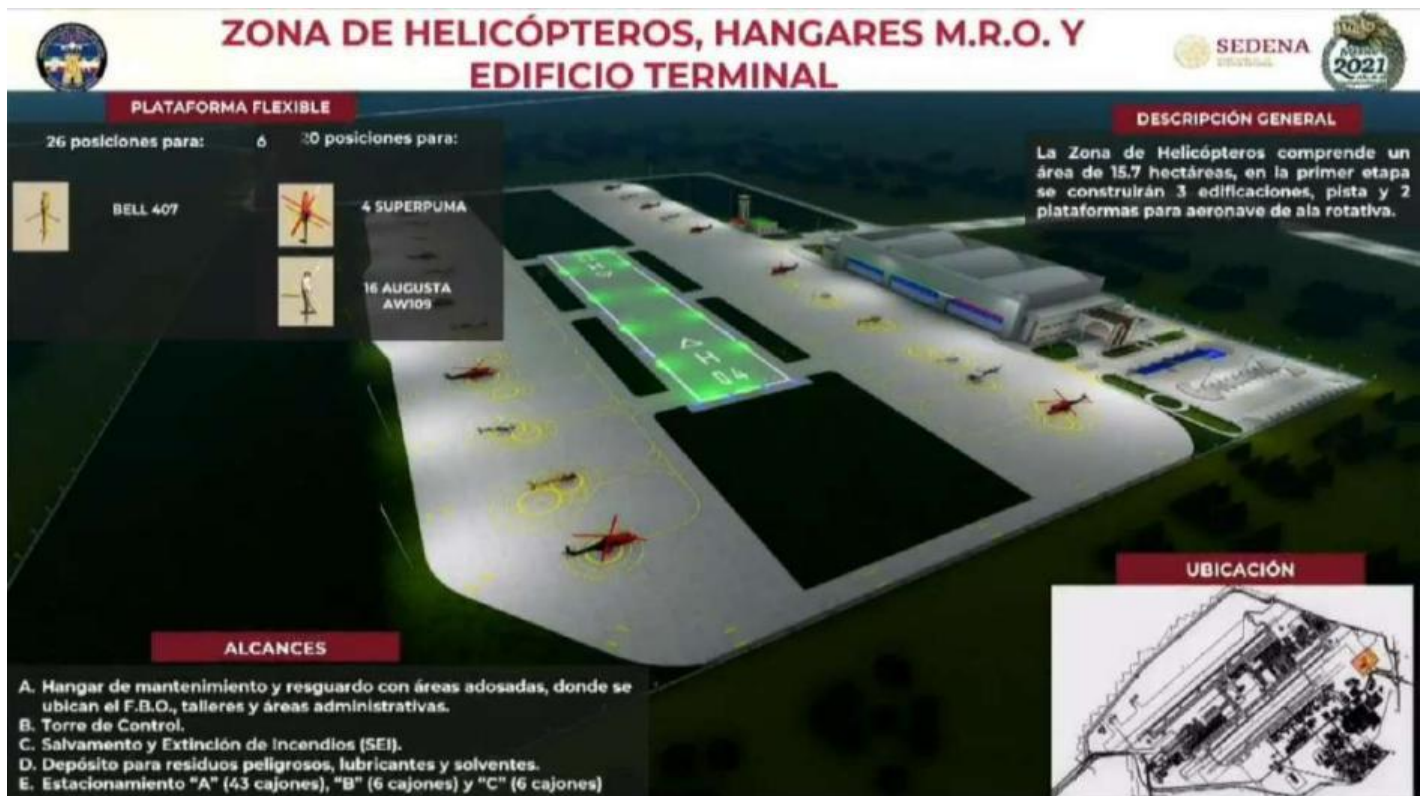 ZONA DE HELICÓPTEROS, HANGARES M.R.O. Y
EDIFICIO TERMINAL
SEDENA
2021
PLATAFORMA FLEXIBLE
26 posiciones para:
6
20 posiciones para:
BELL 407
4 SUPERPUMA
16 AUGUSTA
AW109
DESCRIPCIÓN GENERAL
La Zona de Helicópteros comprende un
área de 15.7 hectáreas, en la primer etapa
se construirán 3 edificaciones, pista y 2
plataformas para aeronave de ala rotativa.
H
H
04
UBICACIÓN
ALCANCES
A. Hangar de mantenimiento y resguardo con áreas adosadas, donde se
ubican el F.B.O., talleres y áreas administrativas.
B. Torre de Control.
C. Salvamento y Extinción de Incendios (SEI).
D. Depósito para residuos peligrosos, lubricantes y solventes.
E. Estacionamiento "A" (43 cajones), "B" (6 cajones) y "C" (6 cajones)